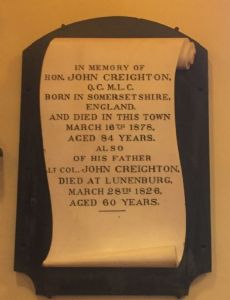 IN MEMORY OF
HON. JOHN CREIGHTON,
Q.C. M.L.C.
BORN IN SOMERSETSHIRE,
ENGLAND.
AND DIED IN THIS TOWN
MARCH 16TH 1878,
AGED 84 YEARS.
ALSO
OF HIS FATHER
LT COL. JOHN CREIGHTON,
DIED AT LUNENBURG,
MARCH 28TH 1826,
AGED 60 YEARS.